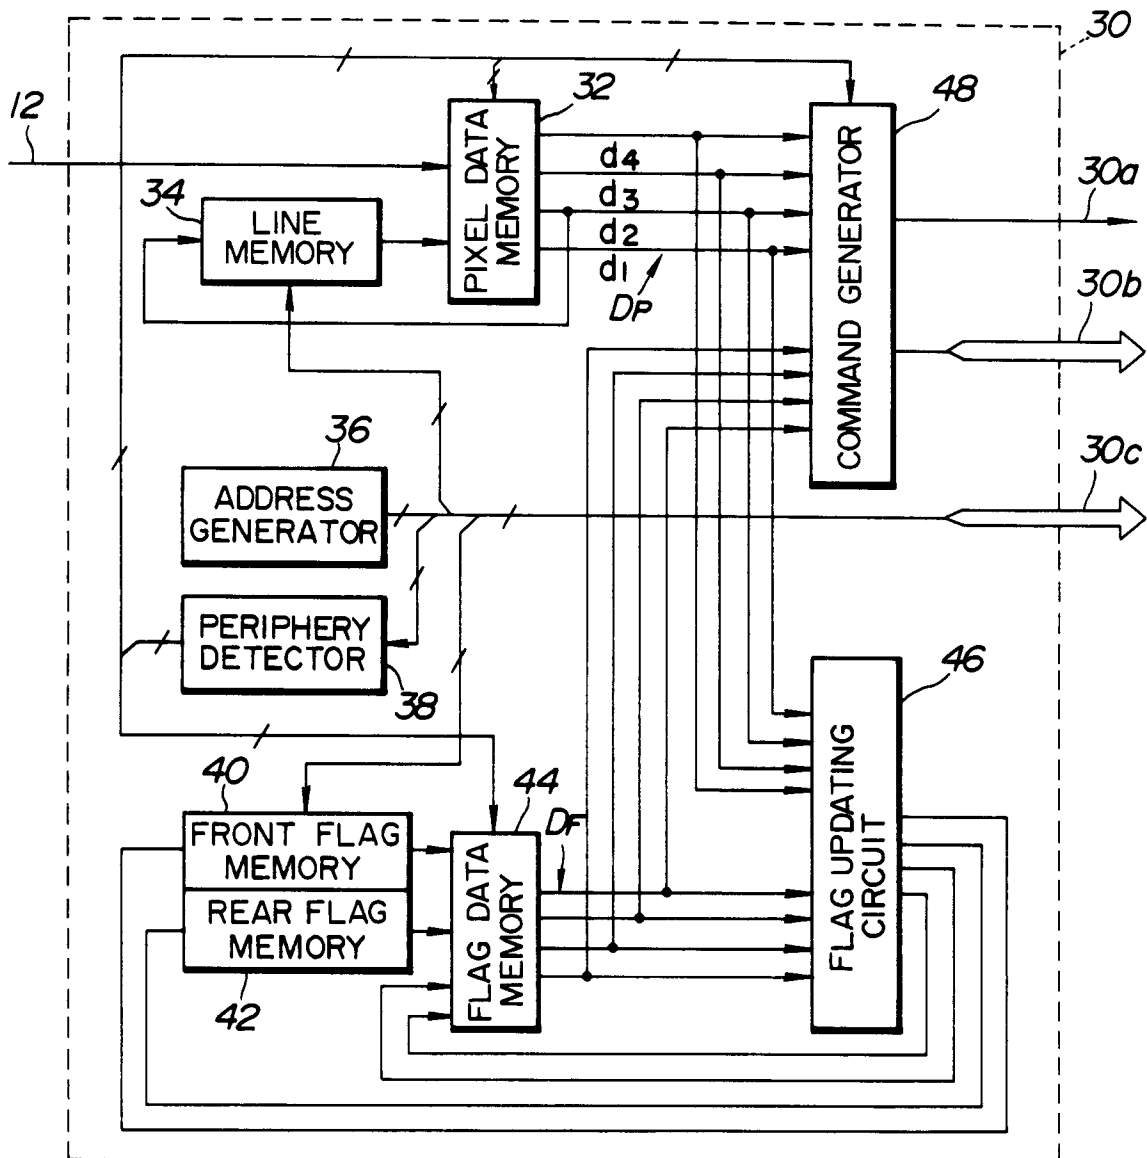 30
12
32
48
PIXEL DATA
MEMORY
COMMAND GENERATOR
d4
d3
d2
d1
DP
34
LINE
MEMORY
30a
30b
36
ADDRESS
GENERATOR
30c
PERIPHERY
DETECTOR
38
46
FLAG UPDATING
CIRCUIT
40
FRONT FLAG
MEMORY
REAR FLAG
MEMORY
42
44
FLAG DATA
MEMORY
DF